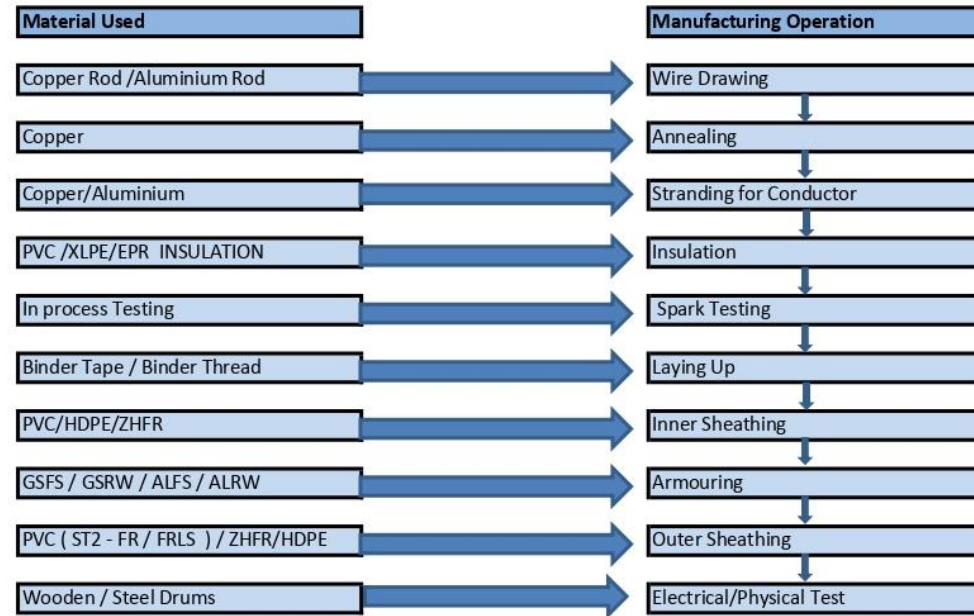 Material Used
Manufacturing Operation
Copper Rod /Aluminium Rod
Wire Drawing
Copper
Annealing
Copper/Aluminium
Stranding for Conductor
PVC /XLPE/EPR  INSULATION
Insulation
In process Testing
Spark Testing
Binder Tape / Binder Thread
Laying Up
PVC/HDPE/ZHFR
Inner Sheathing
GSFS / GSRW / ALFS / ALRW
Armouring
PVC ( ST2 - FR / FRLS  ) / ZHFR/HDPE
Outer Sheathing
Wooden / Steel Drums
Electrical/Physical Test